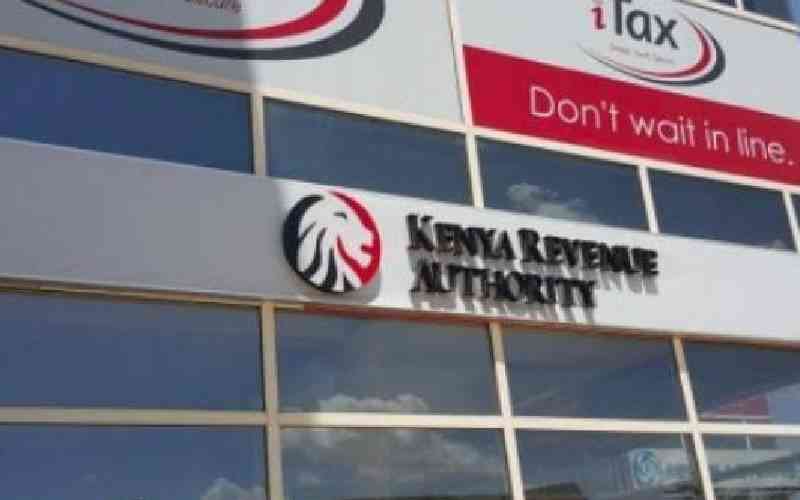 iTax
Don't wait in line.
KENYA REVENUE
AUTHORITY